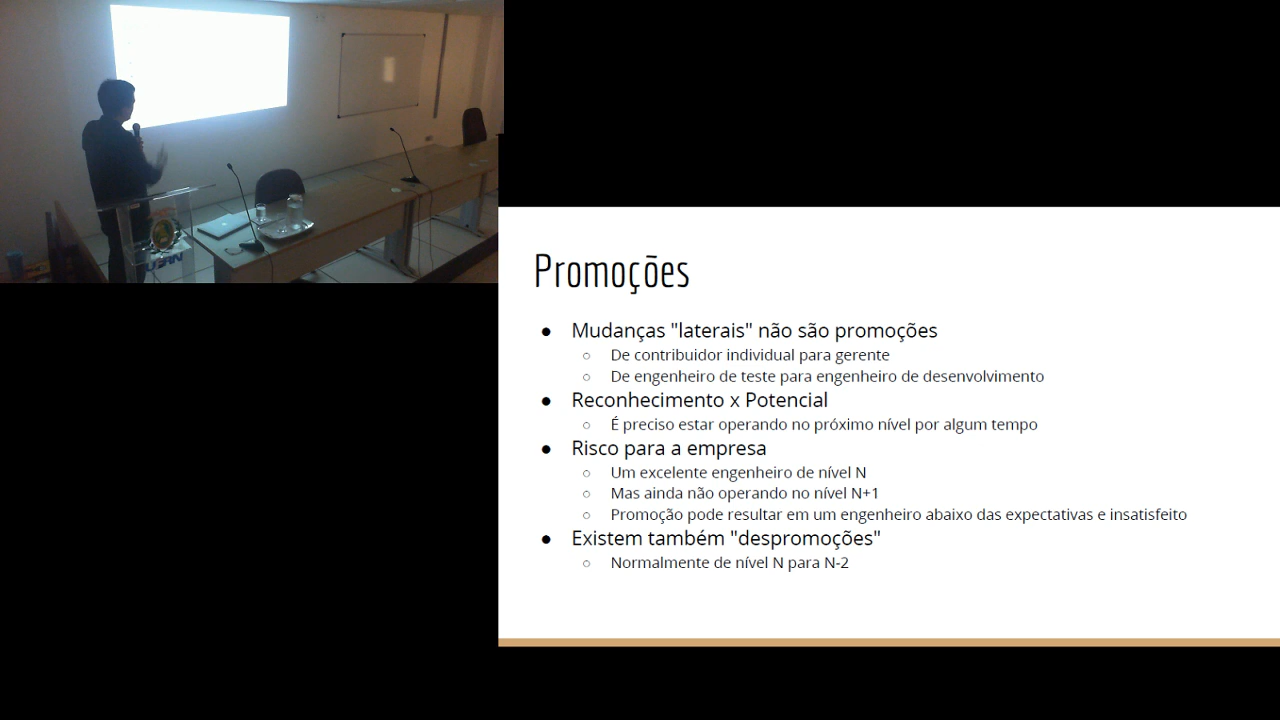 Promoções
● Mudanças "laterais" não são promoções
○ De contribuidor individual para gerente
○ De engenheiro de teste para engenheiro de desenvolvimento
● Reconhecimento x Potencial
○ É preciso estar operando no próximo nível por algum tempo
● Risco para a empresa
○ Um excelente engenheiro de nível N
○ Mas ainda não operando no nível N+1
○ Promoção pode resultar em um engenheiro abaixo das expectativas e insatisfeito
● Existem também "despromoções"
○ Normalmente de nível N para N-2